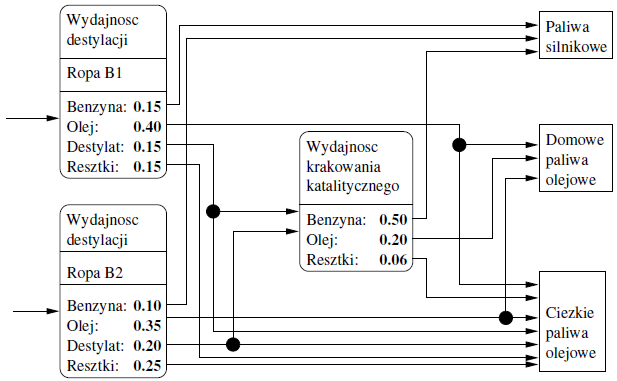 Wydajnosc
destylacji
Ropa B1
Benzyna: 0.15
Olej: 0.40
Destylat: 0.15
Resztki: 0.15
Wydajnosc
destylacji
Ropa B2
Benzyna: 0.10
Olej: 0.35
Destylat: 0.20
Resztki: 0.25
Wydajnosc
krakowania
katalitycznego
Benzyna: 0.50
Olej: 0.20
Resztki: 0.06
Paliwa
silnikowe
Domowe
paliwa
olejowe
Ciezkie
paliwa
olejowe